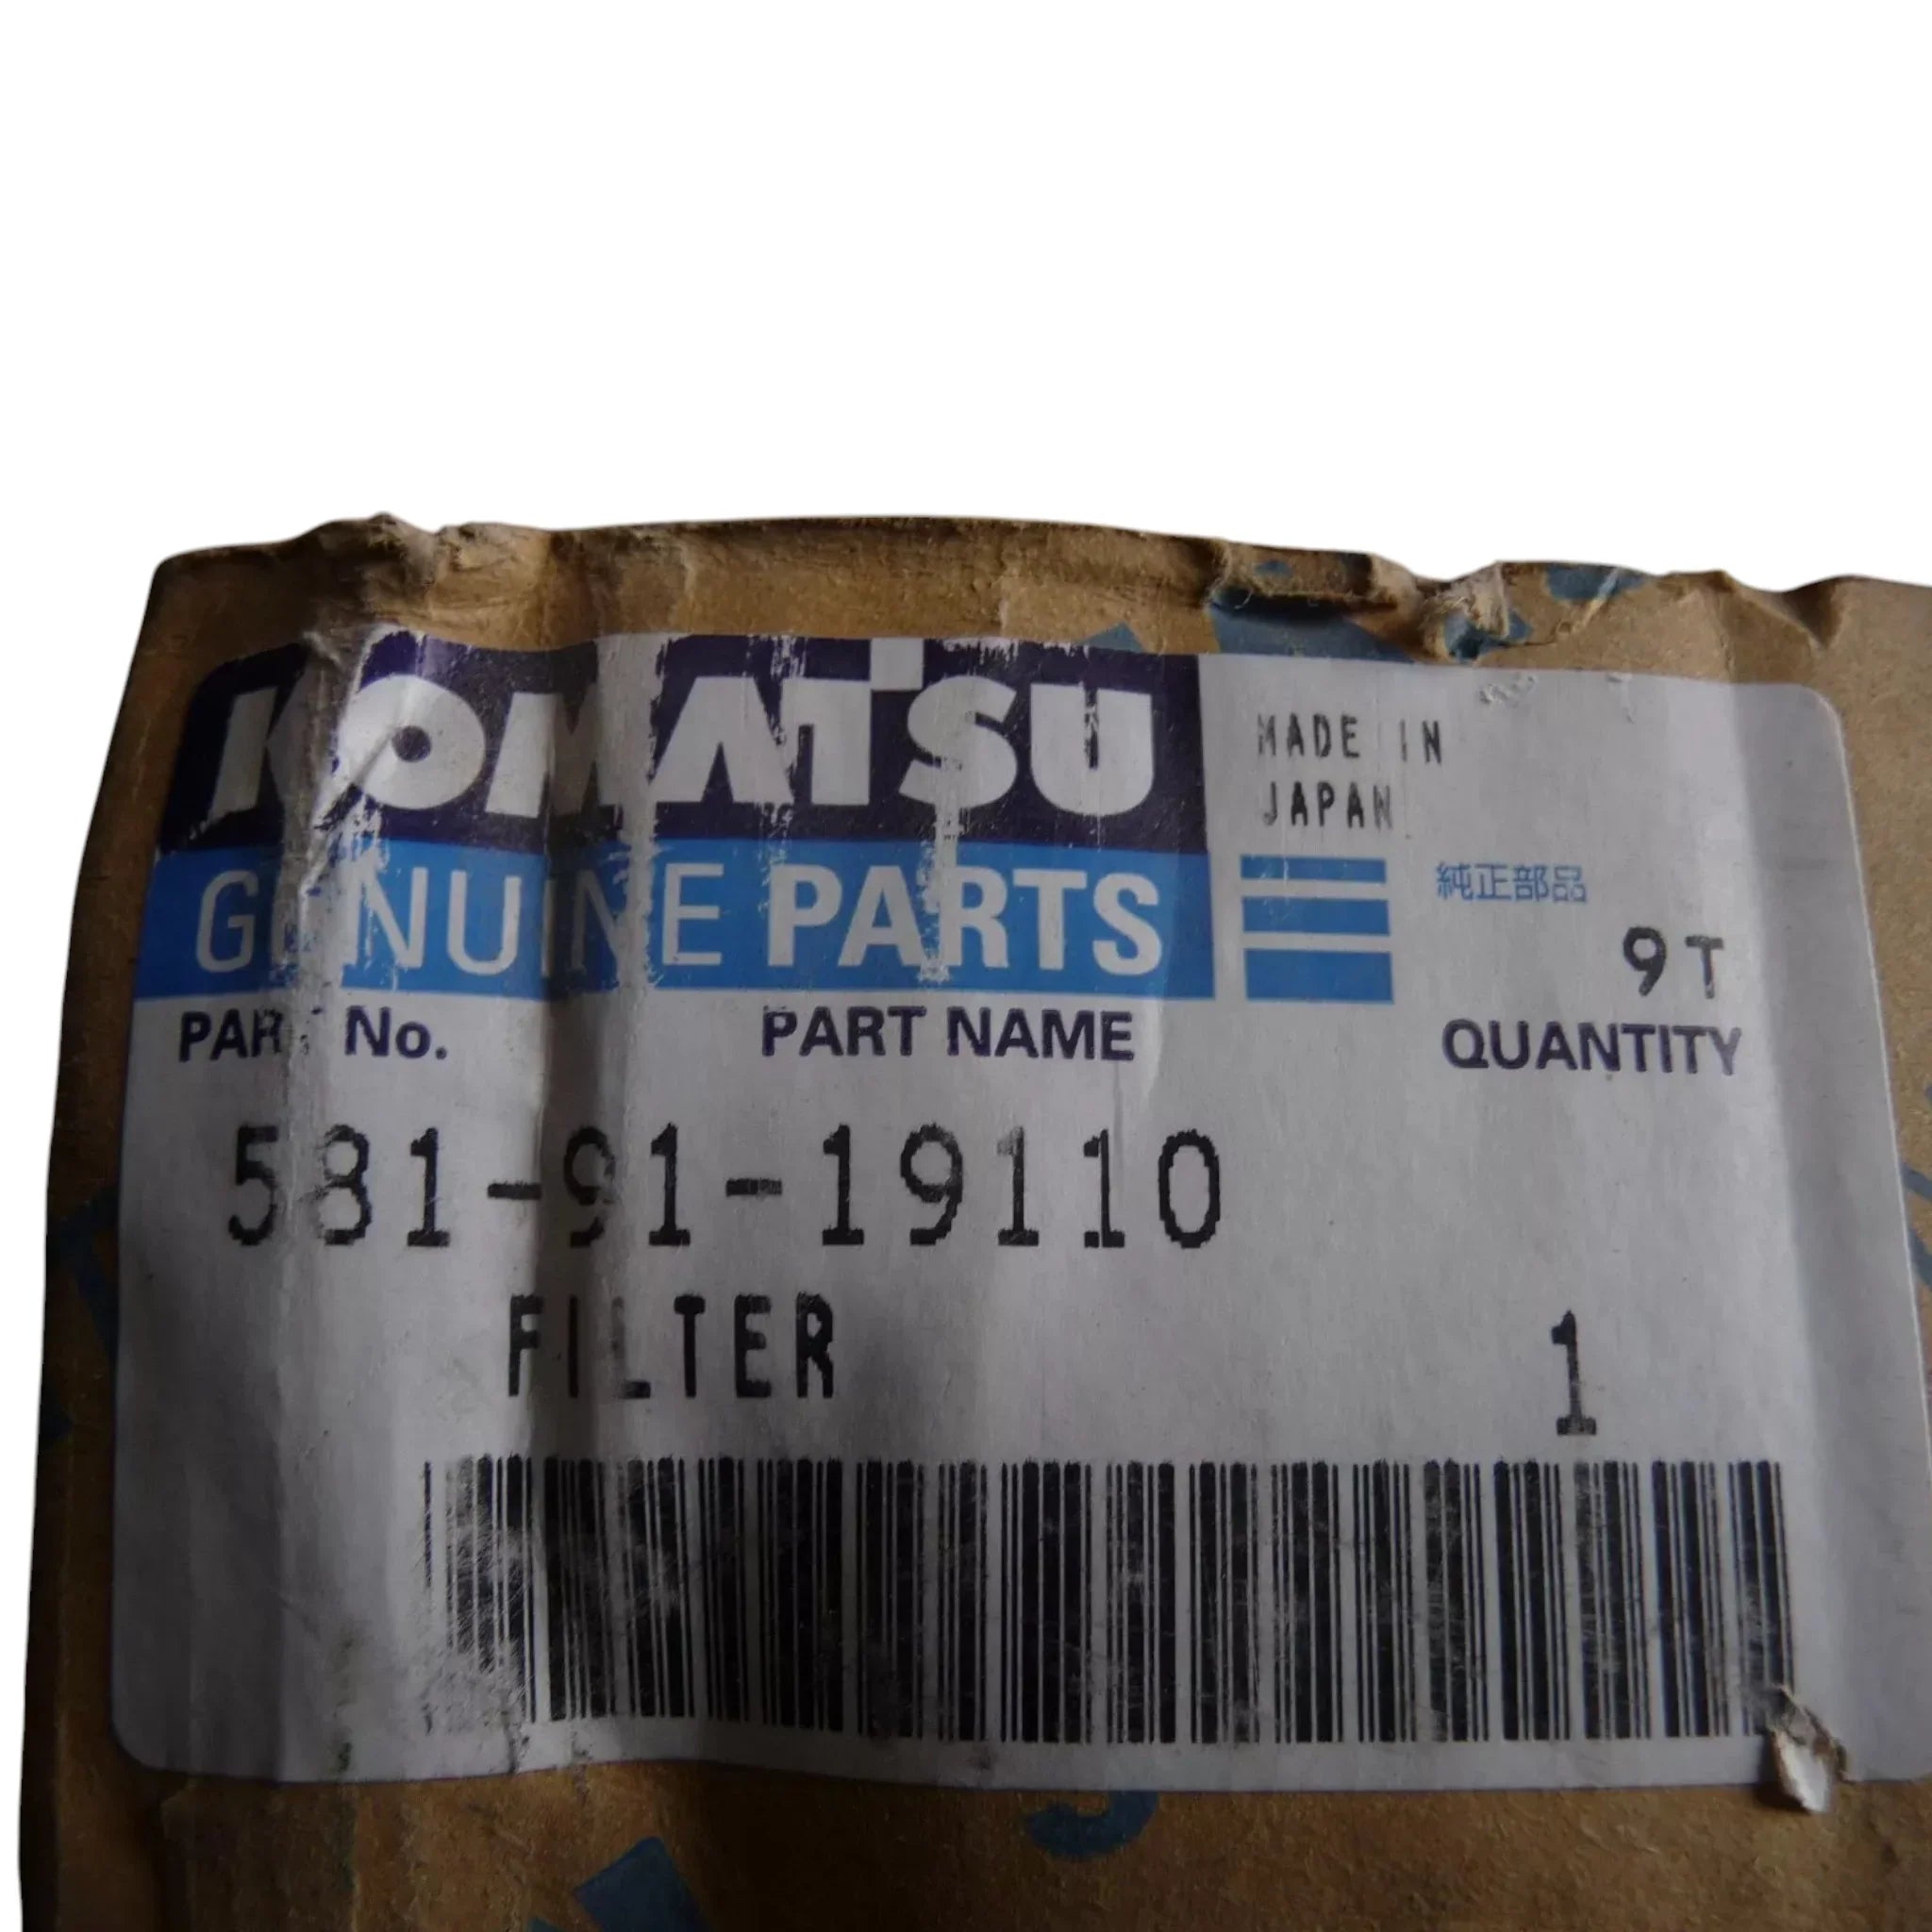 KOMATSU
MADE IN
JAPAN
GENUINE PARTS
純正部品
9T
PART No. PART NAME QUANTITY
581-91-19110
FILTER
1